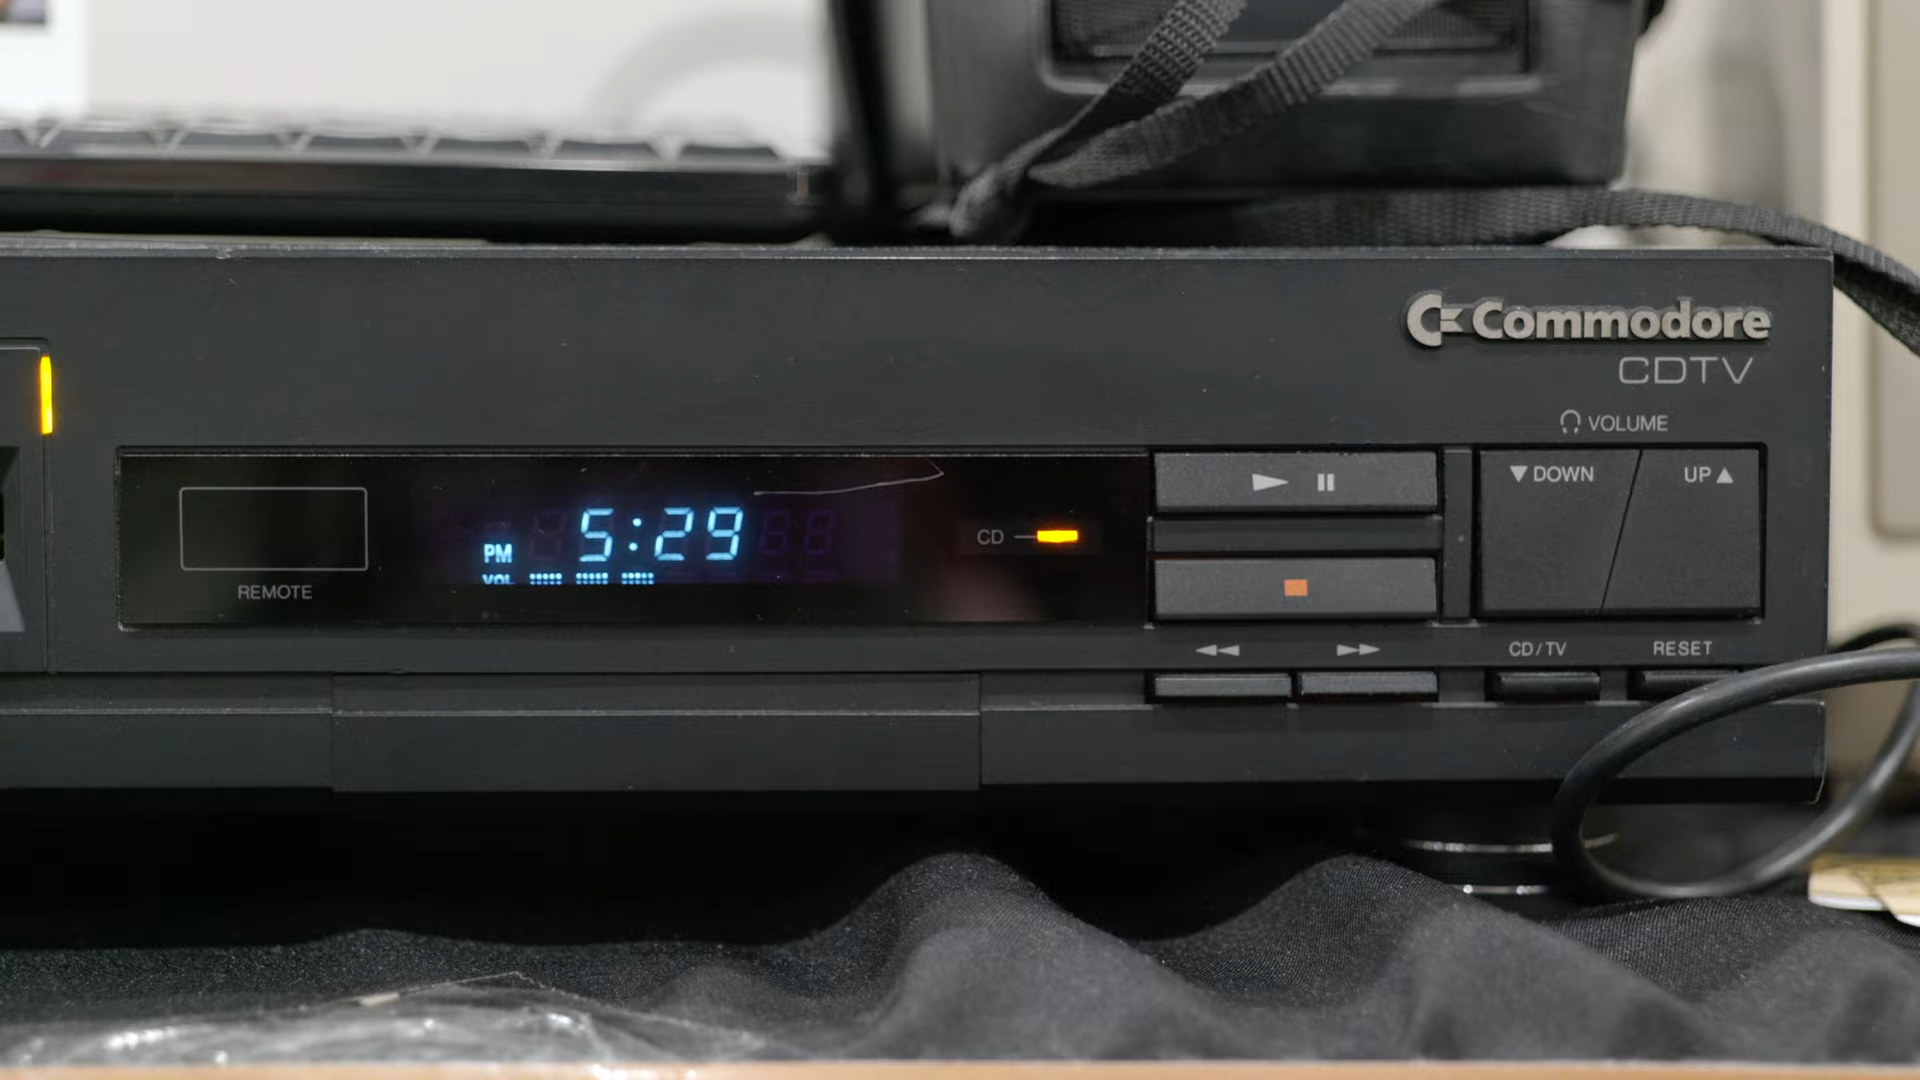 Commodore
CDTV
VOLUME
DOWN UP
5:29
PM
VOL
CD
REMOTE
CD/TV RESET